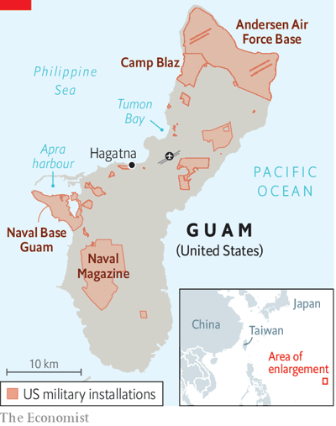 Andersen Air
Force Base
Camp Blaz
Philippine
Sea
Tumon
Bay
Apra
harbour
Hagatna
PACIFIC
OCEAN
Naval Base
Guam
GUAM
(United States)
Naval
Magazine
Japan
China
Taiwan
Area of
enlargement
10 km
US military installations
The Economist